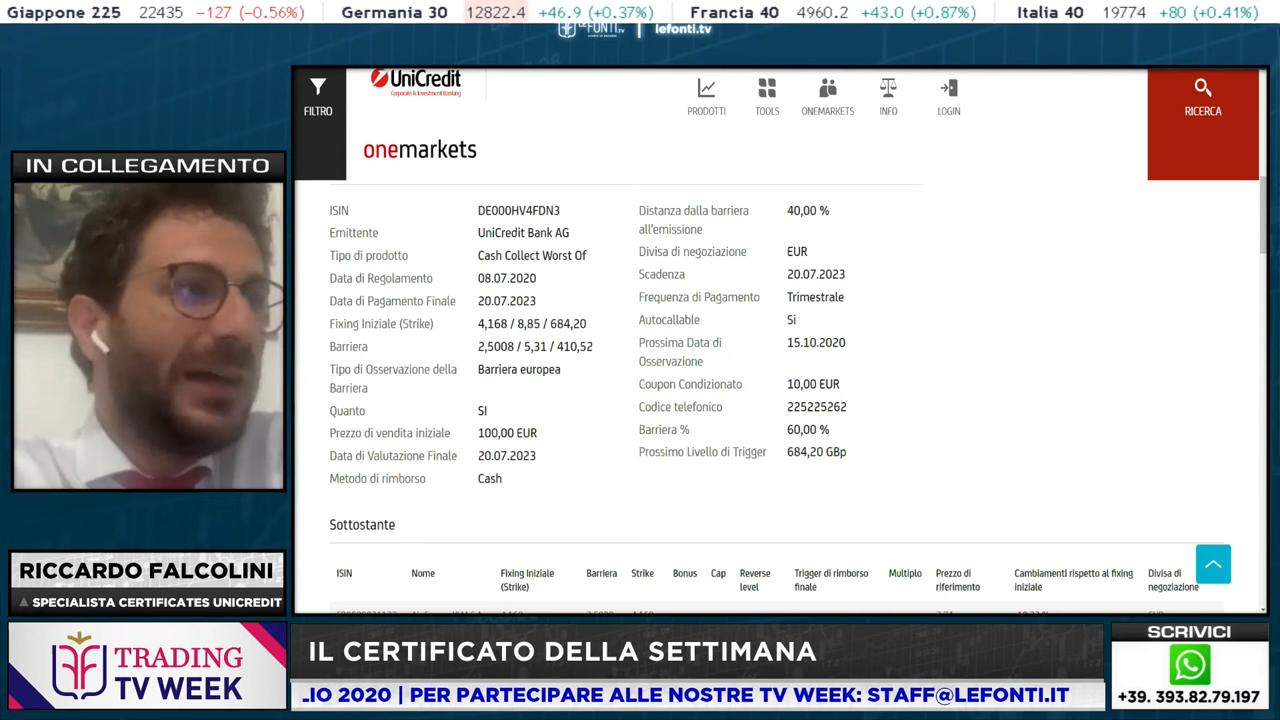 Giappone 225 22435 −127 (−0.56%) Germania 30 12822.4 +46.9 (+0.37%) Francia 40 4960.2 +43.0 (+0.87%) Italia 40 19774 +80 (+0.41%)
LE FONTI.TV lefonti.tv
FILTRO
UniCredit
Corporate & Investment Banking
PRODOTTI TOOLS ONEMARKETS INFO LOGIN
RICERCA
onemarkets
IN COLLEGAMENTO
ISIN DE000HV4FDN3
Emittente UniCredit Bank AG
Tipo di prodotto Cash Collect Worst Of
Data di Regolamento 08.07.2020
Data di Pagamento Finale 20.07.2023
Fixing Iniziale (Strike) 4,168 / 8,85 / 684,20
Barriera 2,5008 / 5,31 / 410,52
Tipo di Osservazione della Barriera europea
Barriera
Quanto SI
Prezzo di vendita iniziale 100,00 EUR
Data di Valutazione Finale 20.07.2023
Metodo di rimborso Cash
Distanza dalla barriera 40,00 %
all'emissione
Divisa di negoziazione EUR
Scadenza 20.07.2023
Frequenza di Pagamento Trimestrale
Autocallable Si
Prossima Data di 15.10.2020
Osservazione
Coupon Condizionato 10,00 EUR
Codice telefonico 225225262
Barriera % 60,00 %
Prossimo Livello di Trigger 684,20 GBp
Sottostante
ISIN Nome Fixing Iniziale Barriera Strike Bonus Cap Reverse Trigger di rimborso Multiplo Prezzo di Cambiamenti rispetto al fixing Divisa di
(Strike) level finale riferimento iniziale negoziazione
RICCARDO FALCOLINI
SPECIALISTA CERTIFICATES UNICREDIT
TRADING
TV WEEK
IL CERTIFICATO DELLA SETTIMANA
.IO 2020 | PER PARTECIPARE ALLE NOSTRE TV WEEK: STAFF@LEFONTI.IT
SCRIVICI
+39. 393.82.79.197